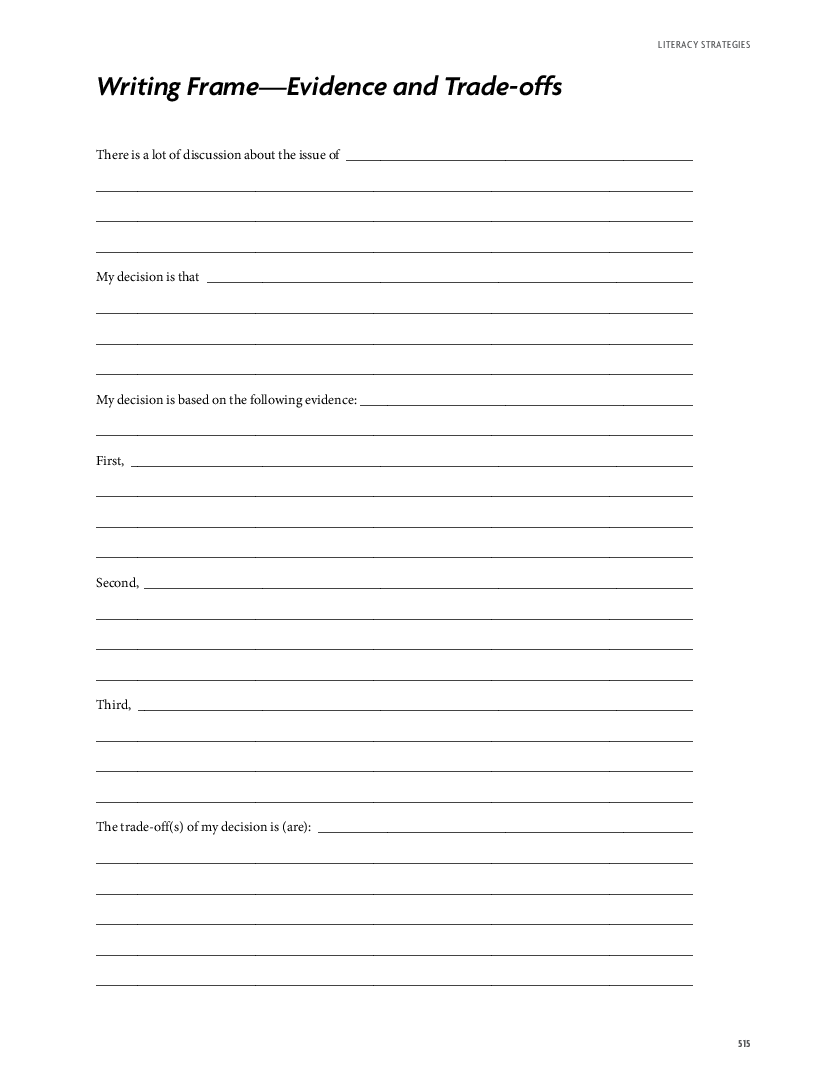 LITERACY STRATEGIES
Writing Frame—Evidence and Trade-offs
There is a lot of discussion about the issue of
My decision is that
My decision is based on the following evidence:
First,
Second,
Third,
The trade-off(s) of my decision is (are):
515